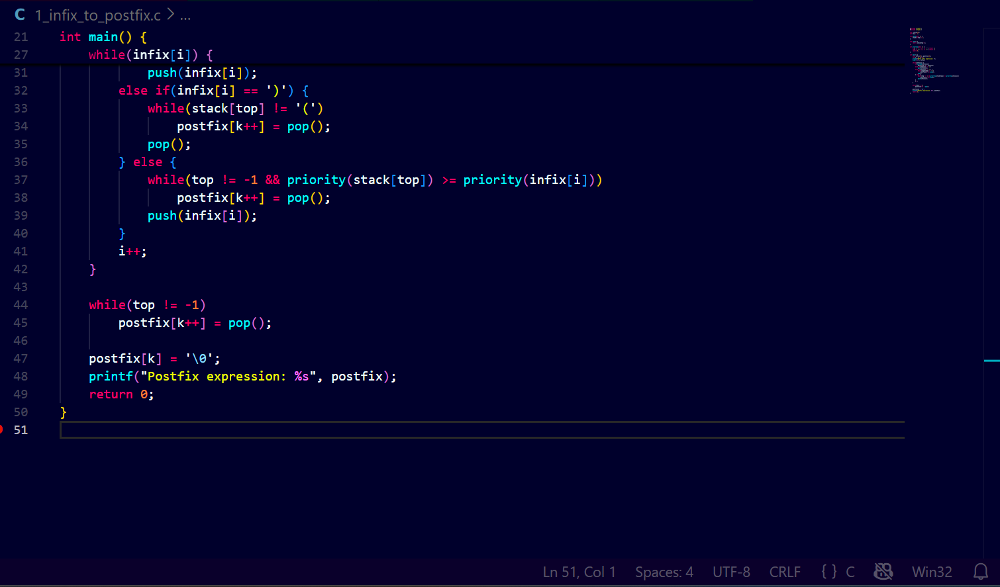 C 1_infix_to_postfix.c > ...
21 int main() {
27 while(infix[i]) {
31 push(infix[i]);
32 else if(infix[i] == ')') {
33 while(stack[top] != '(')
34 postfix[k++] = pop();
35 pop();
36 } else {
37 while(top != -1 && priority(stack[top]) >= priority(infix[i]))
38 postfix[k++] = pop();
39 push(infix[i]);
40 }
41 i++;
42 }
43
44 while(top != -1)
45 postfix[k++] = pop();
46
47 postfix[k] = '\0';
48 printf("Postfix expression: %s", postfix);
49 return 0;
50 }
51
Ln 51, Col 1 Spaces: 4 UTF-8 CRLF {} C Win32